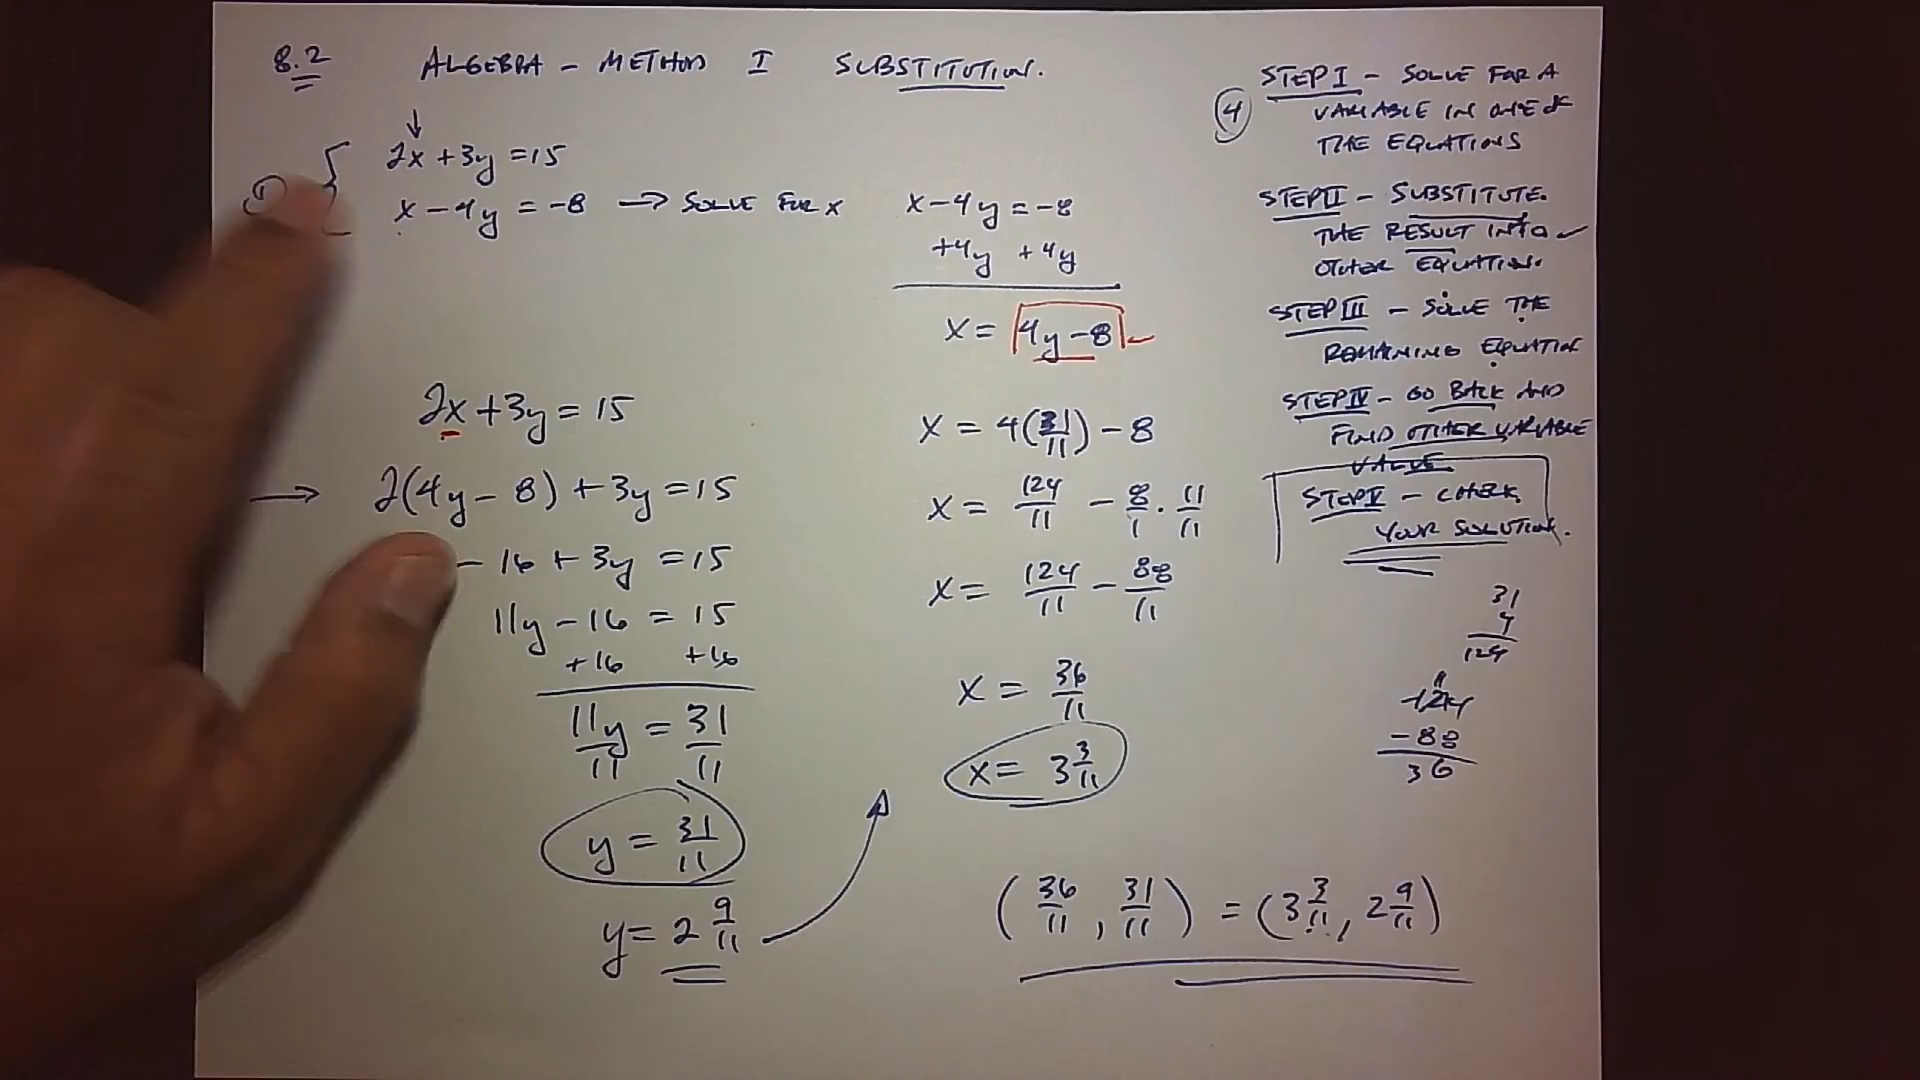 8.2 ALGEBRA - METHOD I SUBSTITUTION.
① { ↓
2x + 3y = 15
x - 4y = -8 → SOLVE FOR x
2x + 3y = 15
→ 2(4y - 8) + 3y = 15
- 16 + 3y = 15
11y - 16 = 15
+16 +16
11y/11 = 31/11
y = 31/11
y = 2 9/11
x - 4y = -8
+4y +4y
x = 4y - 8
x = 4(31/11) - 8
x = 124/11 - 8/1 · 11/11
x = 124/11 - 88/11
x = 36/11
x = 3 3/11
(36/11, 31/11) = (3 3/11, 2 9/11)
④ STEP I - SOLVE FOR A
VARIABLE IN ONE OF
THE EQUATIONS
STEP II - SUBSTITUTE.
THE RESULT INTO
OTHER EQUATION.
STEP III - SOLVE THE
REMAINING EQUATION
STEP IV - GO BACK AND
FIND OTHER VARIABLE
VALUE
STEP V - CHECK
YOUR SOLUTION.
31
4
124
11
124
- 88
36